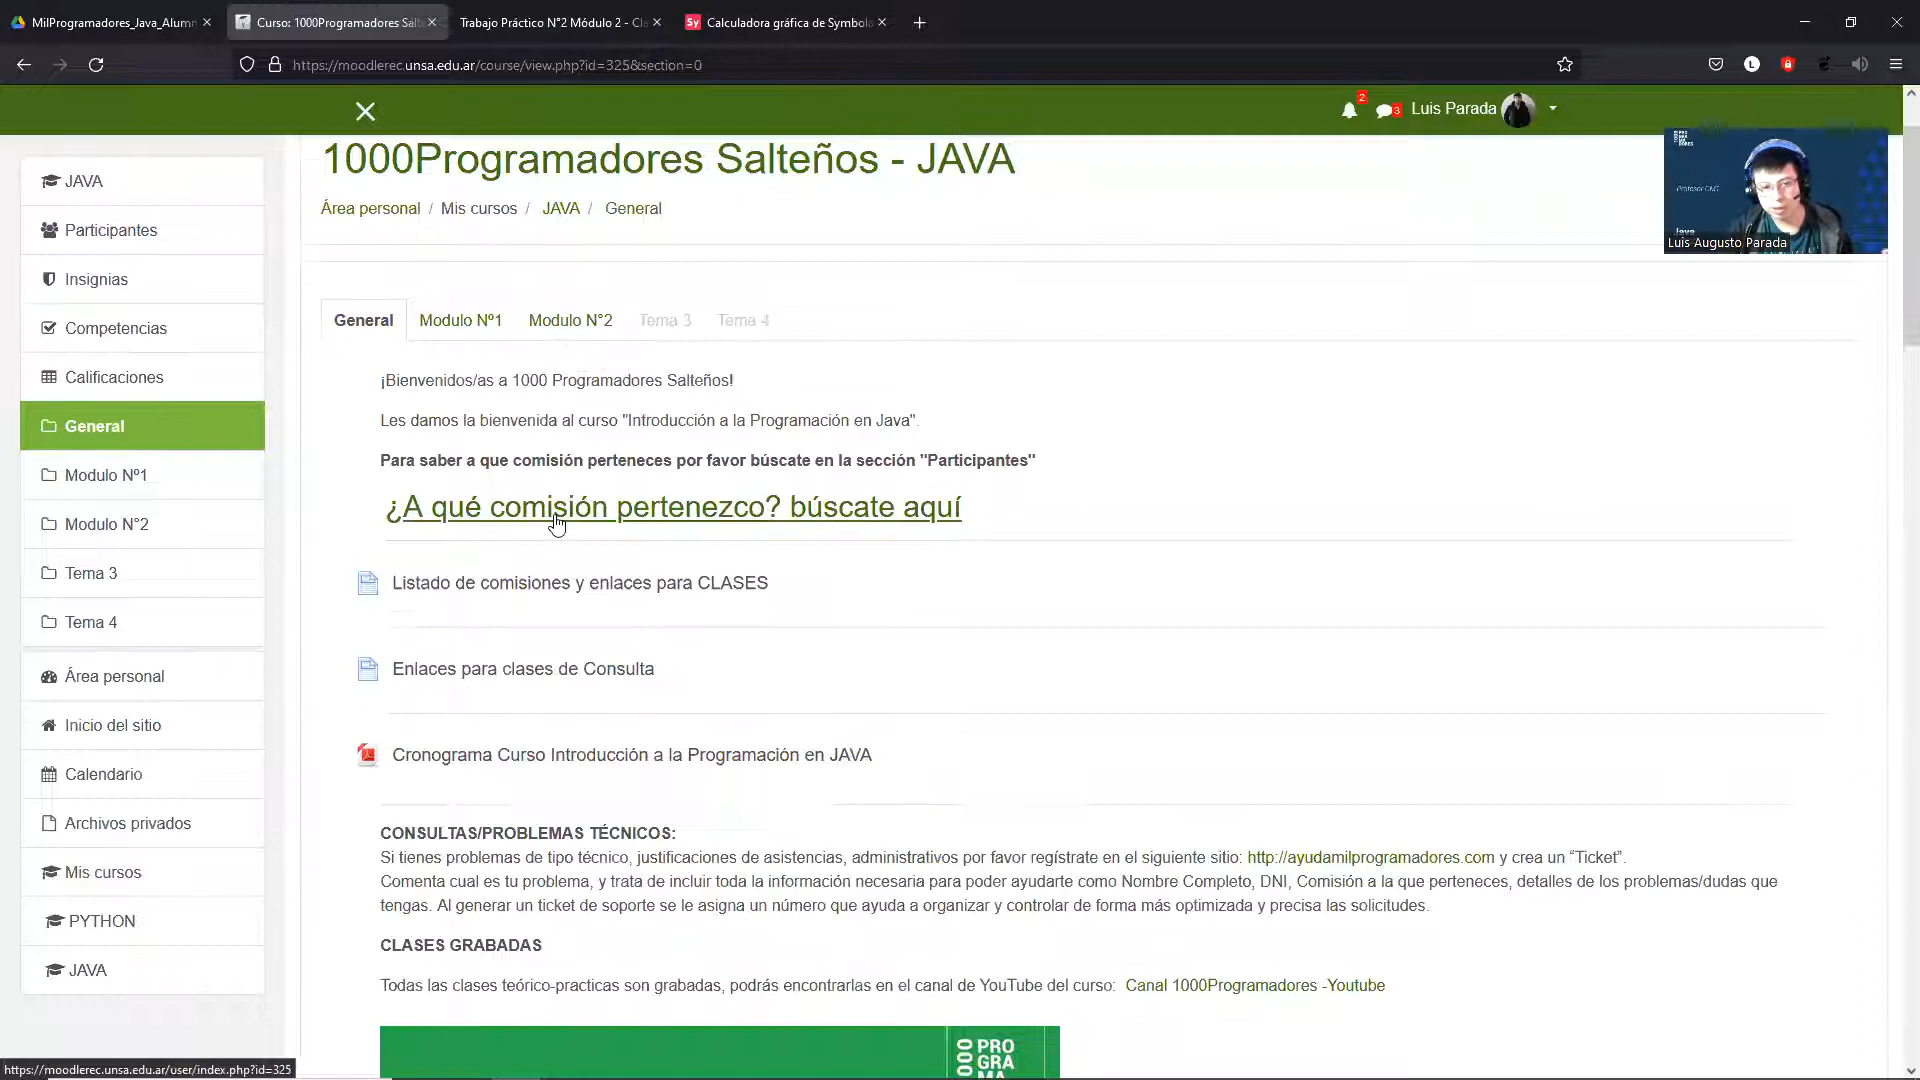 MilProgramadores_Java_Alumn
Curso: 1000Programadores Salt
Trabajo Práctico N°2 Módulo 2 - Cl
Sy Calculadora gráfica de Symbola
https://moodlerec.unsa.edu.ar/course/view.php?id=325&section=0
2
3
Luis Parada
1000Programadores Salteños - JAVA
Área personal / Mis cursos / JAVA / General
Luis Augusto Parada
JAVA
Participantes
Insignias
Competencias
Calificaciones
General
Modulo Nº1
Modulo N°2
Tema 3
Tema 4
Área personal
Inicio del sitio
Calendario
Archivos privados
Mis cursos
PYTHON
JAVA
General Modulo Nº1 Modulo N°2 Tema 3 Tema 4
¡Bienvenidos/as a 1000 Programadores Salteños!
Les damos la bienvenida al curso "Introducción a la Programación en Java".
Para saber a que comisión perteneces por favor búscate en la sección "Participantes"
¿A qué comisión pertenezco? búscate aquí
Listado de comisiones y enlaces para CLASES
Enlaces para clases de Consulta
Cronograma Curso Introducción a la Programación en JAVA
CONSULTAS/PROBLEMAS TÉCNICOS:
Si tienes problemas de tipo técnico, justificaciones de asistencias, administrativos por favor regístrate en el siguiente sitio: http://ayudamilprogramadores.com y crea un “Ticket”.
Comenta cual es tu problema, y trata de incluir toda la información necesaria para poder ayudarte como Nombre Completo, DNI, Comisión a la que perteneces, detalles de los problemas/dudas que
tengas. Al generar un ticket de soporte se le asigna un número que ayuda a organizar y controlar de forma más optimizada y precisa las solicitudes.
CLASES GRABADAS
Todas las clases teórico-practicas son grabadas, podrás encontrarlas en el canal de YouTube del curso: Canal 1000Programadores -Youtube
PRO
GRA
https://moodlerec.unsa.edu.ar/user/index.php?id=325